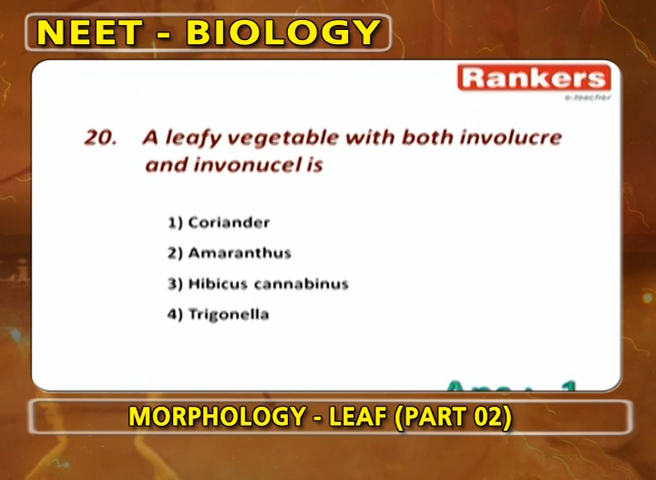 NEET - BIOLOGY
Rankers
e-teacher
20. A leafy vegetable with both involucre
and invonucel is
1) Coriander
2) Amaranthus
3) Hibicus cannabinus
4) Trigonella
MORPHOLOGY - LEAF (PART 02)